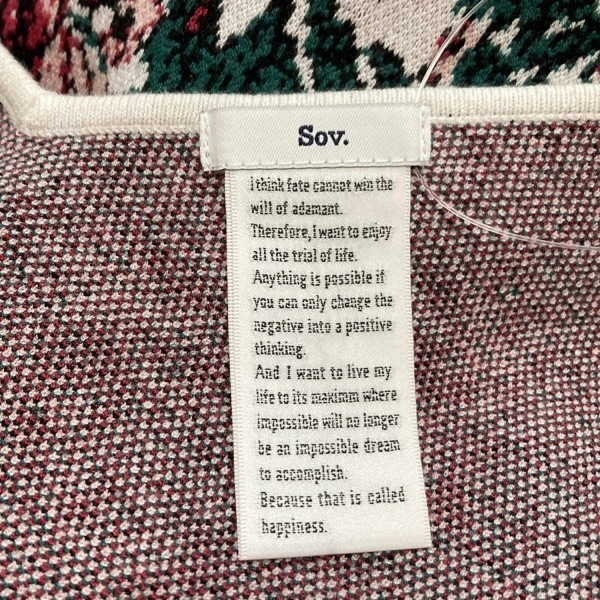 Sov.
I think fate cannot win the
will of adamant.
Therefore, I want to enjoy
all the trial of life.
Anything is possible if
you can only change the
negative into a positive
thinking.
And I want to live my
life to its maximm where
impossible will no longer
be an impossible dream
to accomplish.
Because that is called
happiness.